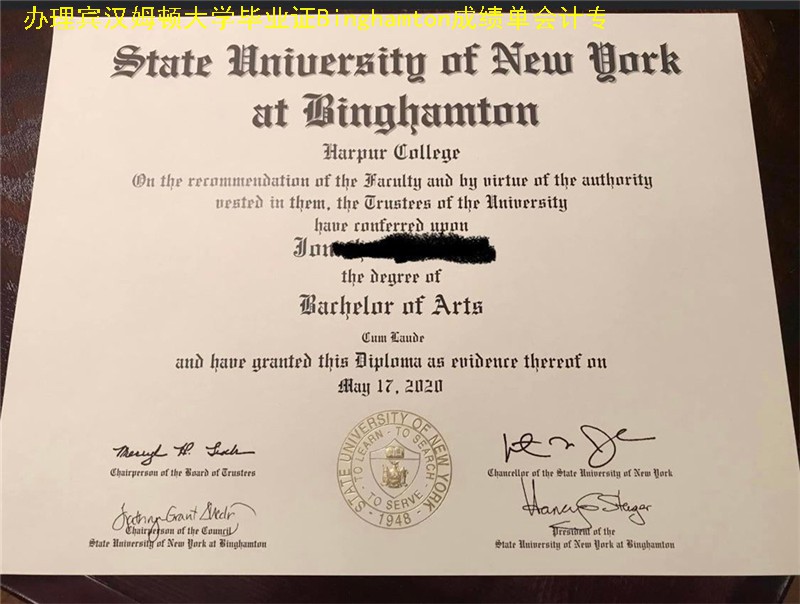 办理宾汉姆顿大学毕业证Binghamton成绩单会计专
State University of New York
at Binghamton
Harpur College
On the recommendation of the Faculty and by virtue of the authority
vested in them, the Trustees of the University
have conferred upon
the degree of
Bachelor of Arts
Cum Laude
and have granted this Diploma as evidence thereof on
May 17, 2020
Chairperson of the Board of Trustees
Chancellor of the State University of New York
STATE UNIVERSITY OF NEW YORK
TO LEARN - TO SEARCH - TO SERVE
1948
Chairperson of the Council
State University of New York at Binghamton
President of the
State University of New York at Binghamton